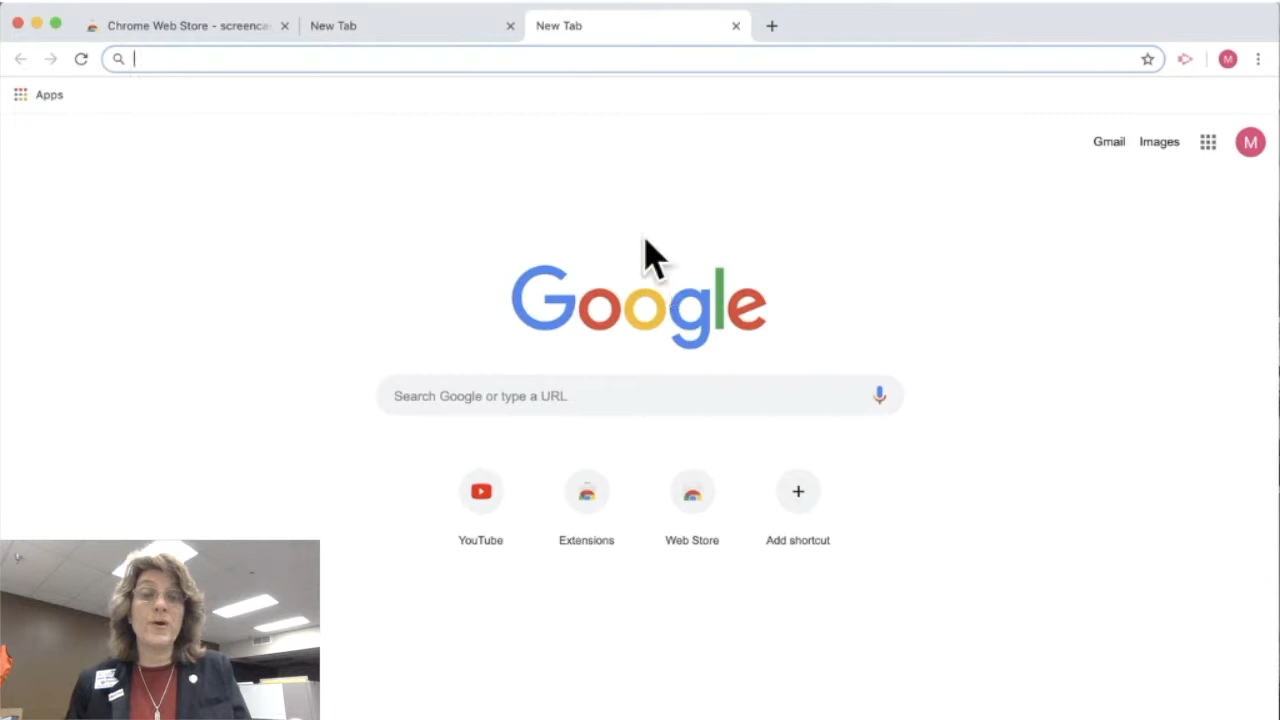 Chrome Web Store - screenca
New Tab
New Tab
M
Apps
Gmail
Images
M
Google
Search Google or type a URL
YouTube
Extensions
Web Store
Add shortcut